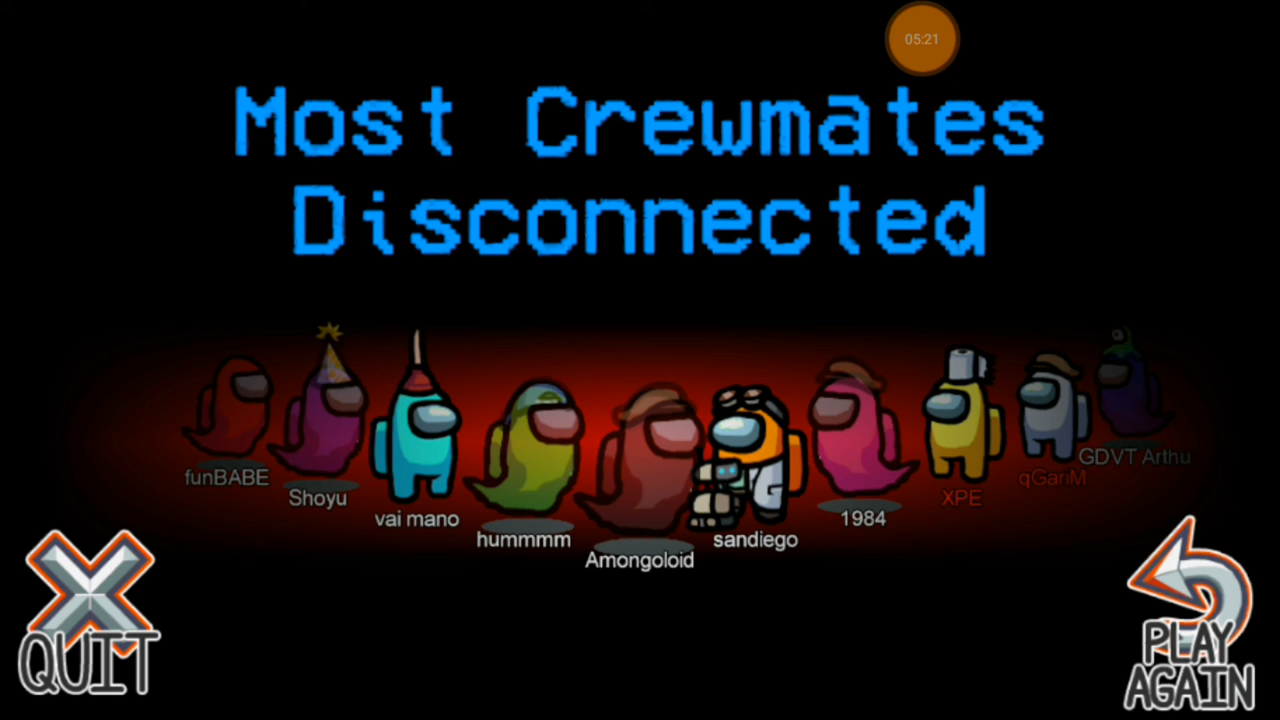 05:21
Most Crewmates
Disconnected
funBABE
Shoyu
vai mano
hummmm
Amongoloid
sandiego
1984
XPE
qGariM
GDVT Arthu
QUIT
PLAY
AGAIN